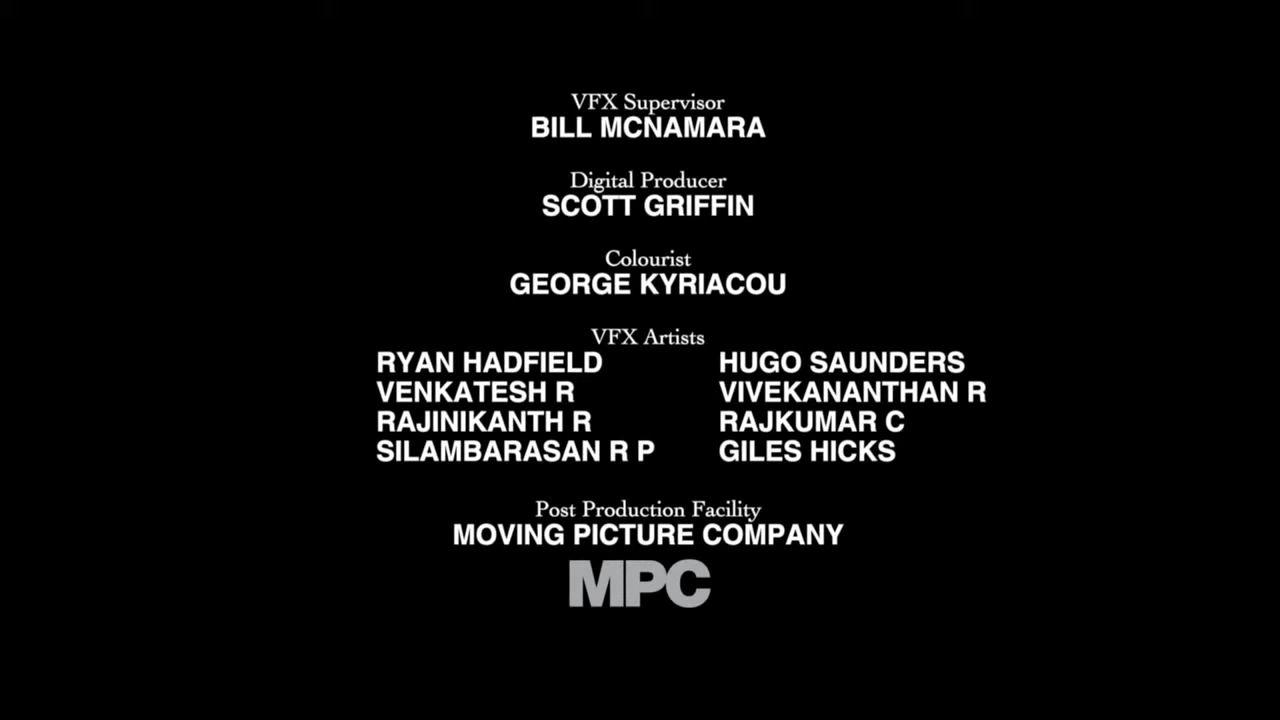 VFX Supervisor
BILL MCNAMARA
Digital Producer
SCOTT GRIFFIN
Colourist
GEORGE KYRIACOU
VFX Artists
RYAN HADFIELD HUGO SAUNDERS
VENKATESH R VIVEKANANTHAN R
RAJINIKANTH R RAJKUMAR C
SILAMBARASAN R P GILES HICKS
Post Production Facility
MOVING PICTURE COMPANY
MPC